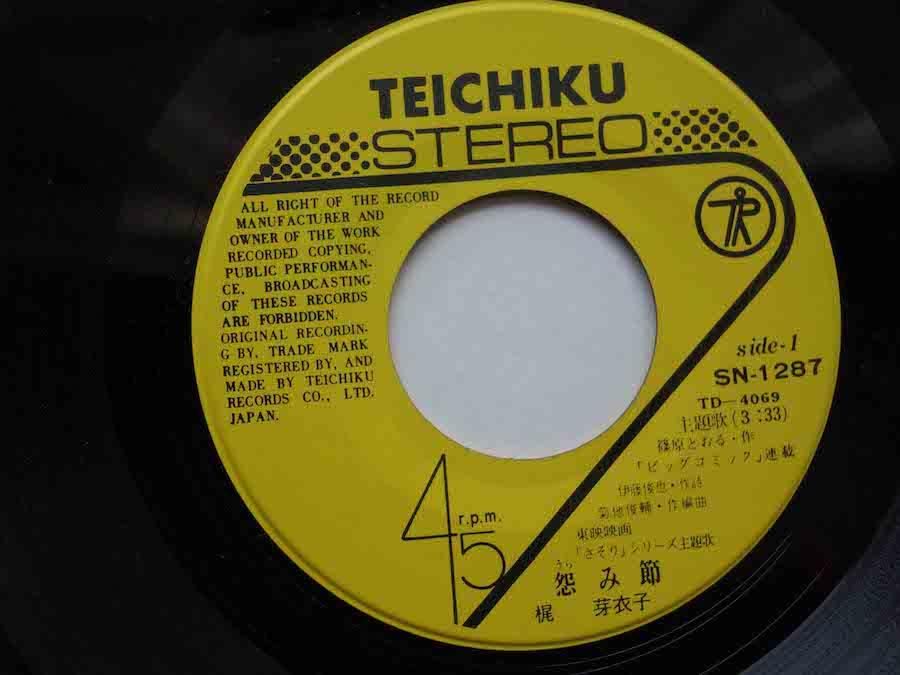 TEICHIKU
STEREO
ALL RIGHT OF THE RECORD
MANUFACTURER AND
OWNER OF THE WORK
RECORDED COPYING,
PUBLIC PERFORMAN-
CE, BROADCASTING
OF THESE RECORDS
ARE FORBIDDEN.
ORIGINAL RECORDIN-
G BY, TRADE MARK
REGISTERED BY, AND
MADE BY TEICHIKU
RECORDS CO., LTD.
JAPAN.
TR
side-1
SN-1287
TD—4069
主題歌(3:33)
篠原とおる・作
「ビッグコミック」連載
伊藤俊也・作詩
菊池俊輔・作編曲
東映映画
「さそり」シリーズ主題歌
うら
怨み節
梶 芽衣子
45 r.p.m.